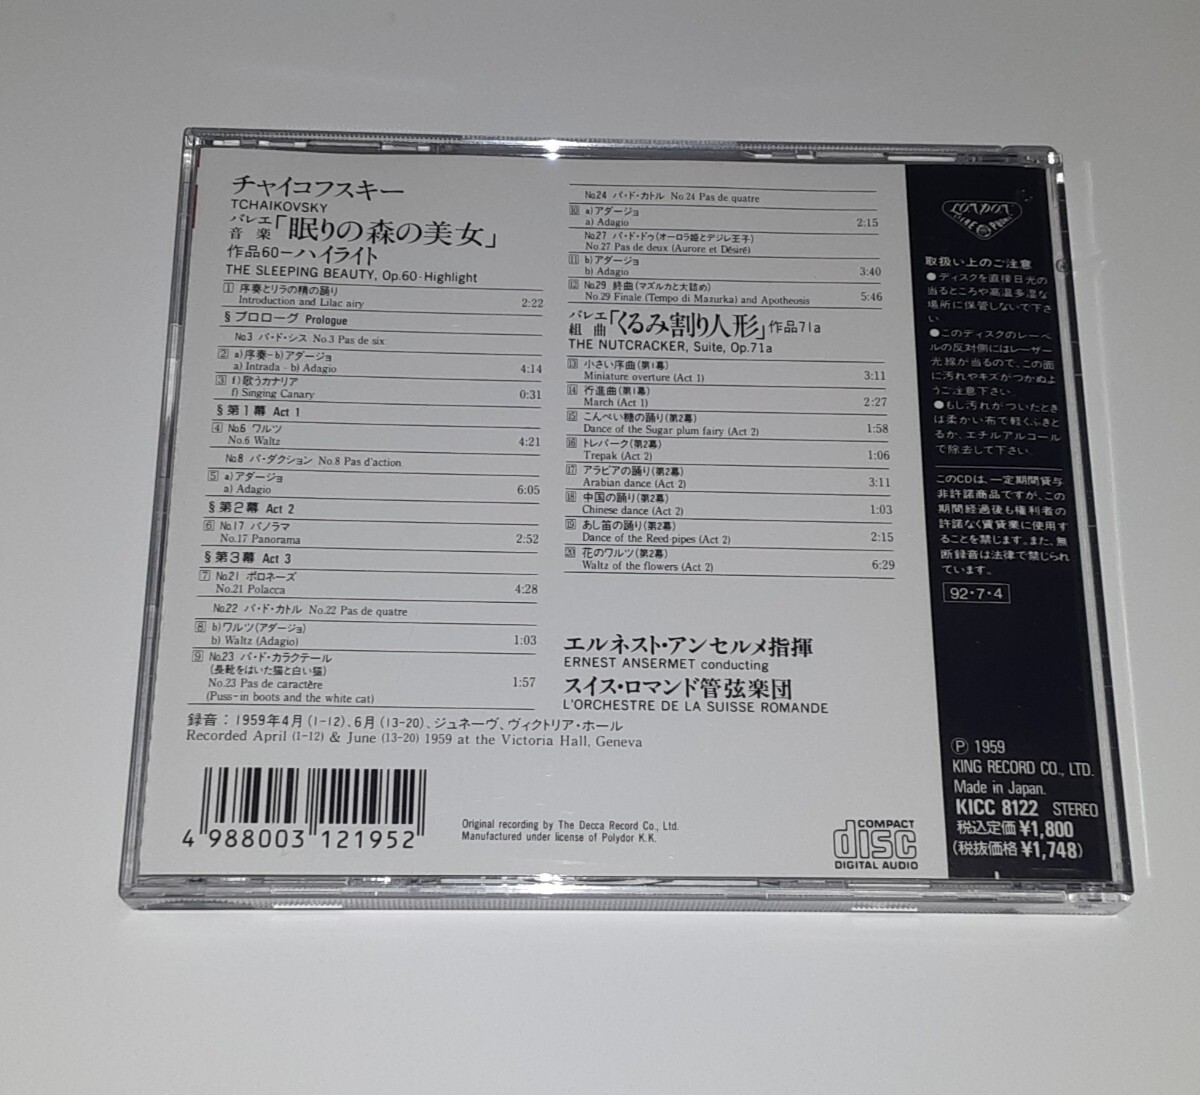 チャイコフスキー
TCHAIKOVSKY
バレエ音楽「眠りの森の美女」
作品60−ハイライト
THE SLEEPING BEAUTY, Op.60-Highlight
1 序奏とリラの精の踊り
Introduction and Lilac airy 2:22
§ プロローグ Prologue
No.3 パ・ド・シス No.3 Pas de six
2 a)序奏−b)アダージョ
a) Intrada - b) Adagio 4:14
3 f)歌うカナリア
f) Singing Canary 0:31
§ 第1幕 Act 1
4 No.6 ワルツ
No.6 Waltz 4:21
No.8 パ・ダクション No.8 Pas d'action
5 a)アダージョ
a) Adagio 6:05
§ 第2幕 Act 2
6 No.17 パノラマ
No.17 Panorama 2:52
§ 第3幕 Act 3
7 No.21 ポロネーズ
No.21 Polacca 4:28
No.22 パ・ド・カトル No.22 Pas de quatre
8 b)ワルツ(アダージョ)
b) Waltz (Adagio) 1:03
9 No.23 パ・ド・カラクテール
(長靴をはいた猫と白い猫)
No.23 Pas de caractère 1:57
(Puss-in boots and the white cat)
No.24 パ・ド・カトル No.24 Pas de quatre
10 a)アダージョ
a) Adagio 2:15
No.27 パ・ド・ドゥ(オーロラ姫とデジレ王子)
No.27 Pas de deux (Aurore et Désiré)
11 b)アダージョ
b) Adagio 3:40
12 No.29 終曲(マズルカと大詰め)
No.29 Finale (Tempo di Mazurka) and Apotheosis 5:46
バレエ組曲「くるみ割り人形」作品71a
THE NUTCRACKER, Suite, Op.71a
13 小さい序曲(第1幕)
Miniature overture (Act 1) 3:11
14 行進曲(第1幕)
March (Act 1) 2:27
15 こんぺい糖の踊り(第2幕)
Dance of the Sugar plum fairy (Act 2) 1:58
16 トレパーク(第2幕)
Trepak (Act 2) 1:06
17 アラビアの踊り(第2幕)
Arabian dance (Act 2) 3:11
18 中国の踊り(第2幕)
Chinese dance (Act 2) 1:03
19 あし笛の踊り(第2幕)
Dance of the Reed-pipes (Act 2) 2:15
20 花のワルツ(第2幕)
Waltz of the flowers (Act 2) 6:29
エルネスト・アンセルメ指揮
ERNEST ANSERMET conducting
スイス・ロマンド管弦楽団
L'ORCHESTRE DE LA SUISSE ROMANDE
録音：1959年4月(1-12)、6月(13-20)、ジュネーヴ、ヴィクトリア・ホール
Recorded April (1-12) & June (13-20) 1959 at the Victoria Hall, Geneva
4 988003 121952
Original recording by The Decca Record Co., Ltd.
Manufactured under license of Polydor K.K.
COMPACT
disc
DIGITAL AUDIO
LONDON
取扱い上のご注意
●ディスクを直接日光の
当るところや高温多湿な
場所に保管しないで下さ
い
●このディスクのレーベ
ルの反対側にはレーザー
光線が当るので、この面
に汚れやキズがつかぬよ
うご注意下さい。
●もし汚れがついたとき
は柔かい布で軽くふきと
るか、エチルアルコール
で除去して下さい。
このCDは、一定期間貸与
非許諾商品ですが、この
期間経過後も権利者の
許諾なく賃貸業に使用す
ることを禁じます。また、無
断録音は法律で禁じられ
ています。
92・7・4
Ⓟ 1959
KING RECORD CO., LTD.
Made in Japan.
KICC 8122 STEREO
税込定価¥1,800
(税抜価格¥1,748)